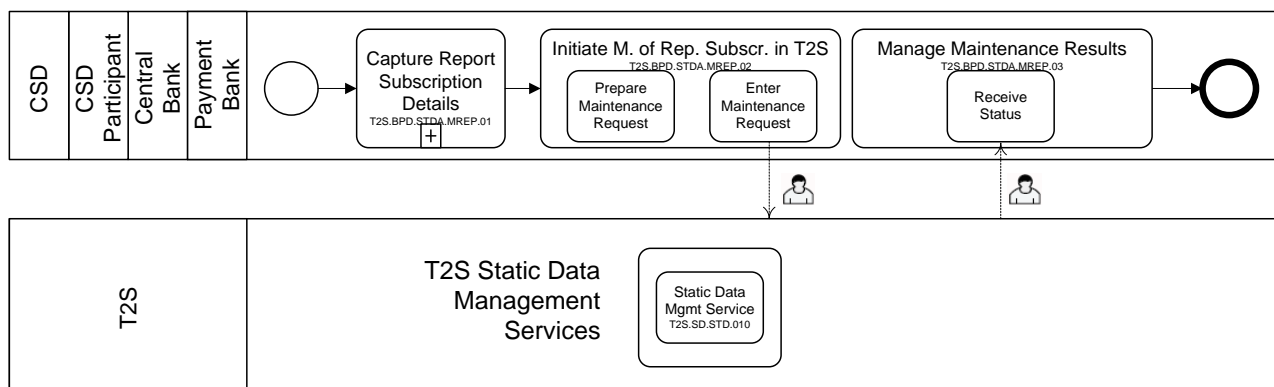 CSD
CSD
Participant
Central
Bank
Payment
Bank
Capture Report
Subscription
Details
T2S.BPD.STDA.MREP.01
+
Initiate M. of Rep. Subscr. in T2S
T2S.BPD.STDA.MREP.02
Prepare
Maintenance
Request
Enter
Maintenance
Request
Manage Maintenance Results
T2S.BPD.STDA.MREP.03
Receive
Status
T2S
T2S Static Data
Management
Services
Static Data
Mgmt Service
T2S.SD.STD.010